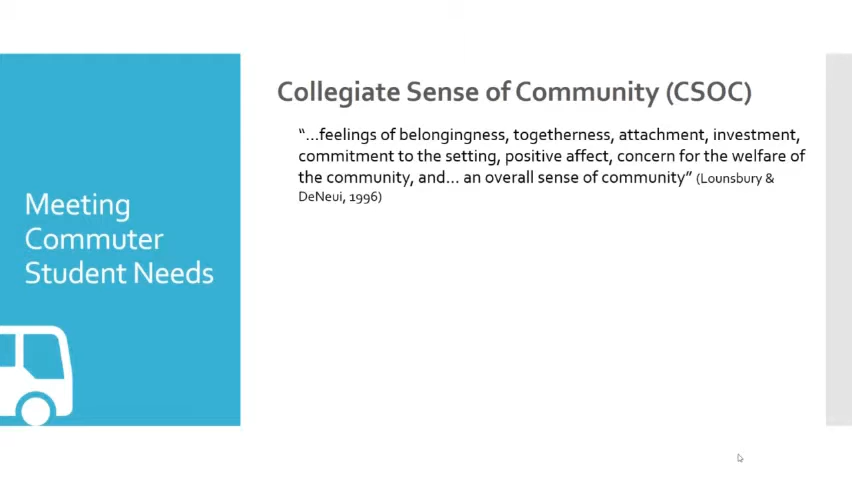 Meeting
Commuter
Student Needs
Collegiate Sense of Community (CSOC)
“...feelings of belongingness, togetherness, attachment, investment,
commitment to the setting, positive affect, concern for the welfare of
the community, and... an overall sense of community” (Lounsbury &
DeNeui, 1996)